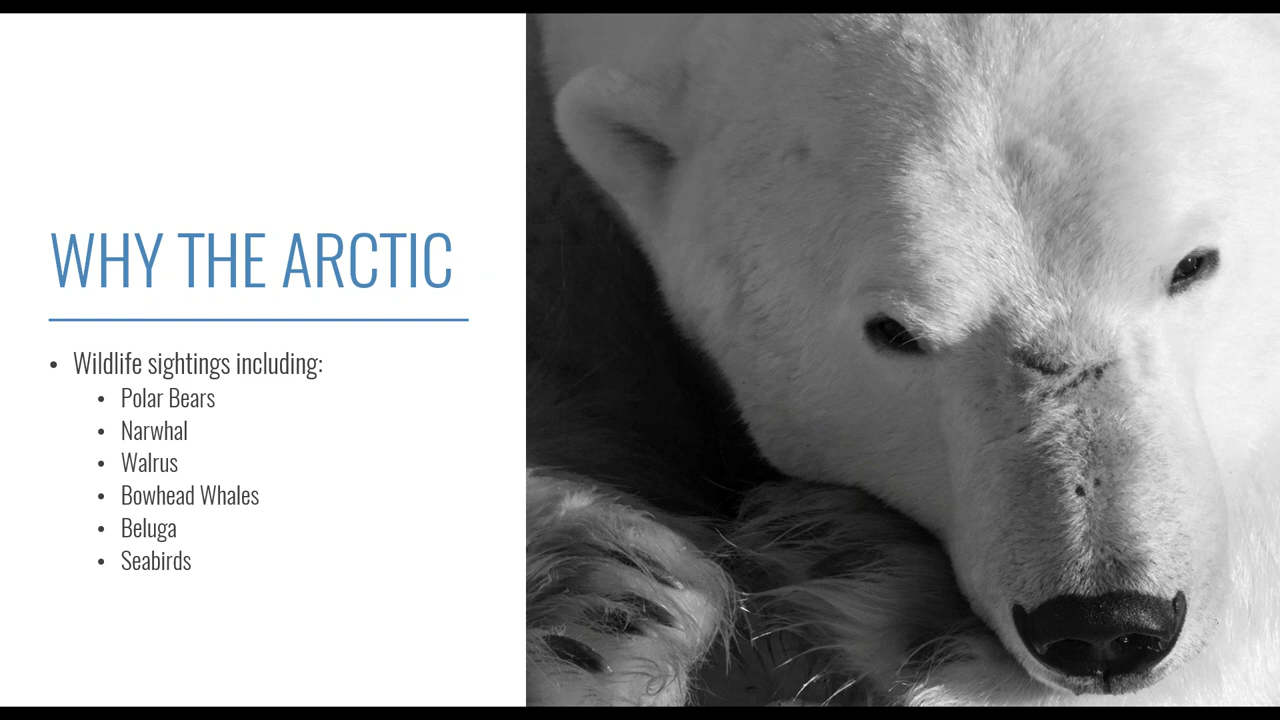 WHY THE ARCTIC
• Wildlife sightings including:
• Polar Bears
• Narwhal
• Walrus
• Bowhead Whales
• Beluga
• Seabirds